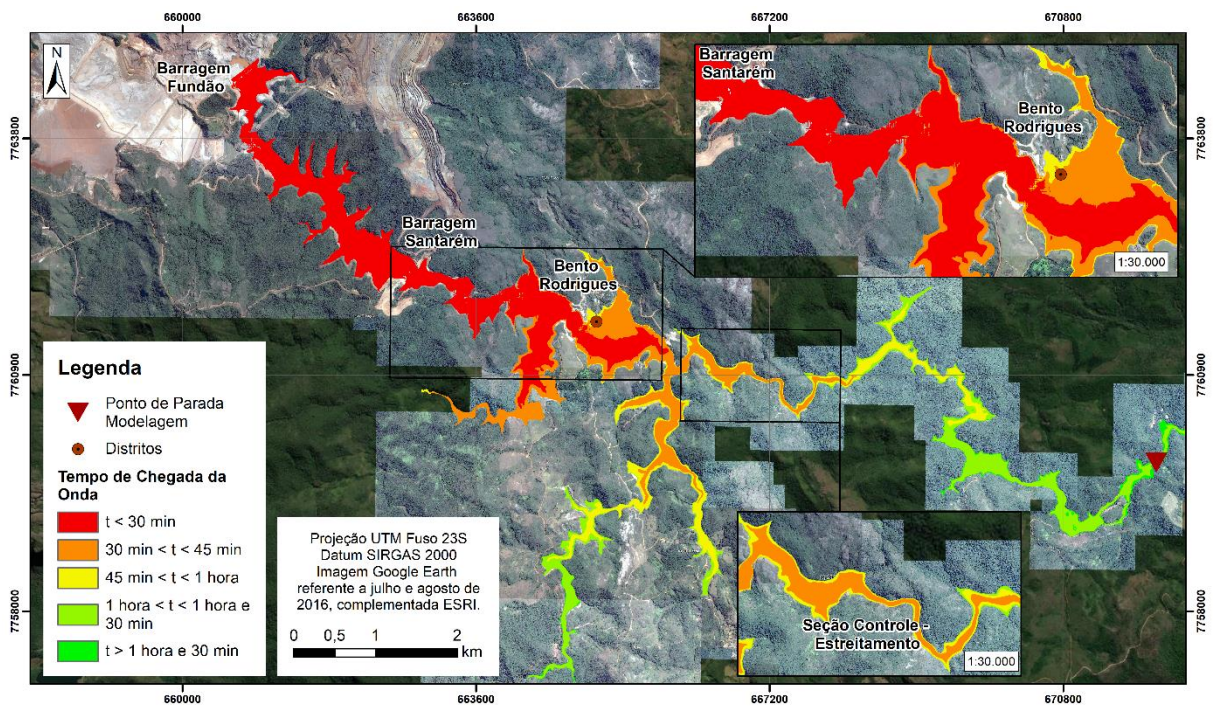 660000
663600
667200
670800
N
Barragem
Fundão
Barragem
Santarém
Bento
Rodrigues
1:30.000
7763800
7763800
Barragem
Santarém
Bento
Rodrigues
7760900
7760900
Legenda
Ponto de Parada
Modelagem
Distritos
Tempo de Chegada da
Onda
t < 30 min
30 min < t < 45 min
45 min < t < 1 hora
1 hora < t < 1 hora e
30 min
t > 1 hora e 30 min
Projeção UTM Fuso 23S
Datum SIRGAS 2000
Imagem Google Earth
referente a julho e agosto de
2016, complementada ESRI.
0 0,5 1 2
km
Seção Controle -
Estreitamento
1:30.000
7758000
7758000
660000
663600
667200
670800